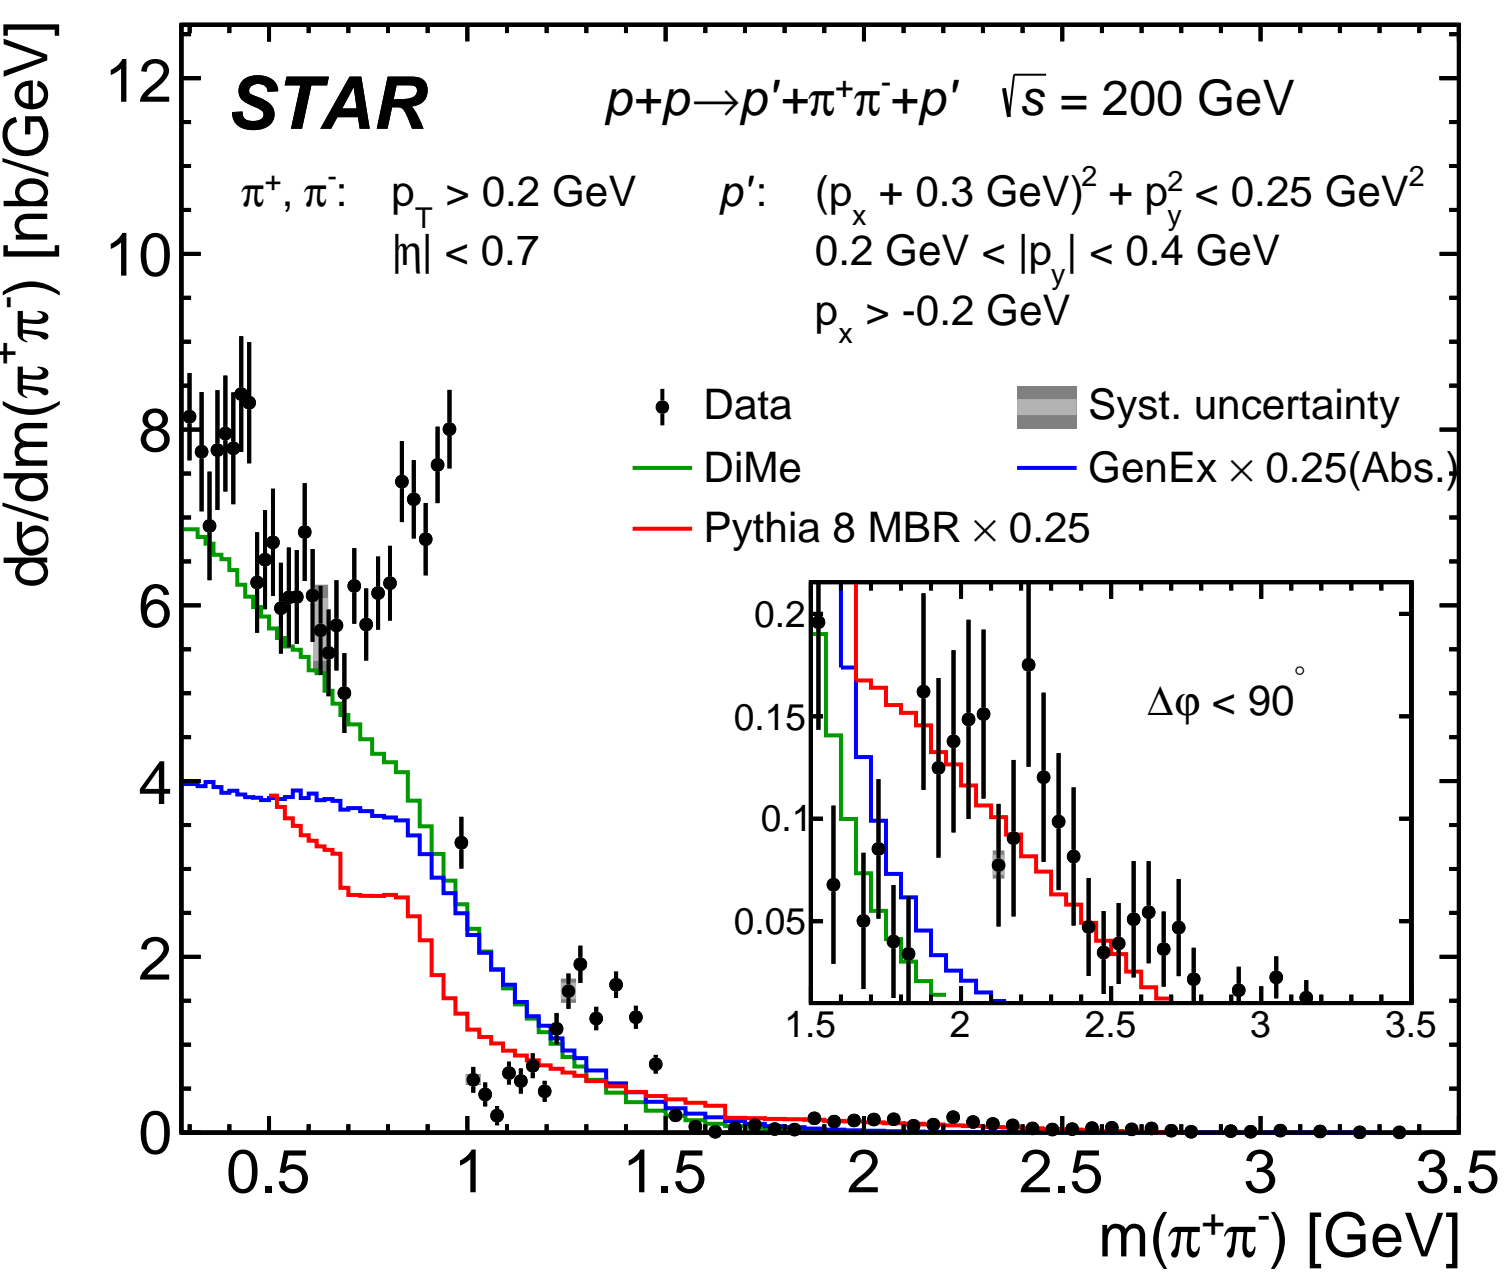 dσ/dm(π⁺π⁻) [nb/GeV]
12
10
8
6
4
2
0
STAR p+p→p′+π⁺π⁻+p′ √s = 200 GeV
π⁺, π⁻: p_T > 0.2 GeV p′: (p_x + 0.3 GeV)² + p_y² < 0.25 GeV²
|η| < 0.7 0.2 GeV < |p_y| < 0.4 GeV
p_x > -0.2 GeV
Data Syst. uncertainty
DiMe GenEx × 0.25(Abs.)
Pythia 8 MBR × 0.25
0.2
0.15
0.1
0.05
Δφ < 90°
1.5 2 2.5 3 3.5
0.5 1 1.5 2 2.5 3 3.5
m(π⁺π⁻) [GeV]